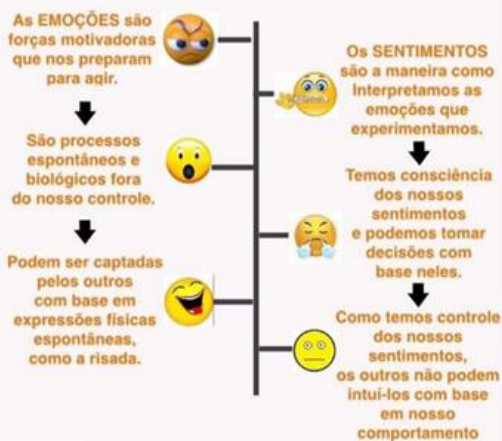 As EMOÇÕES são
forças motivadoras
que nos preparam
para agir.
São processos
espontâneos e
biológicos fora
do nosso controle.
Podem ser captadas
pelos outros
com base em
expressões físicas
espontâneas,
como a risada.
Os SENTIMENTOS
são a maneira como
Interpretamos as
emoções que
experimentamos.
Temos consciência
dos nossos
sentimentos
e podemos tomar
decisões com
base neles.
Como temos controle
dos nossos
sentimentos,
os outros não podem
intuí-los com base
em nosso
comportamento